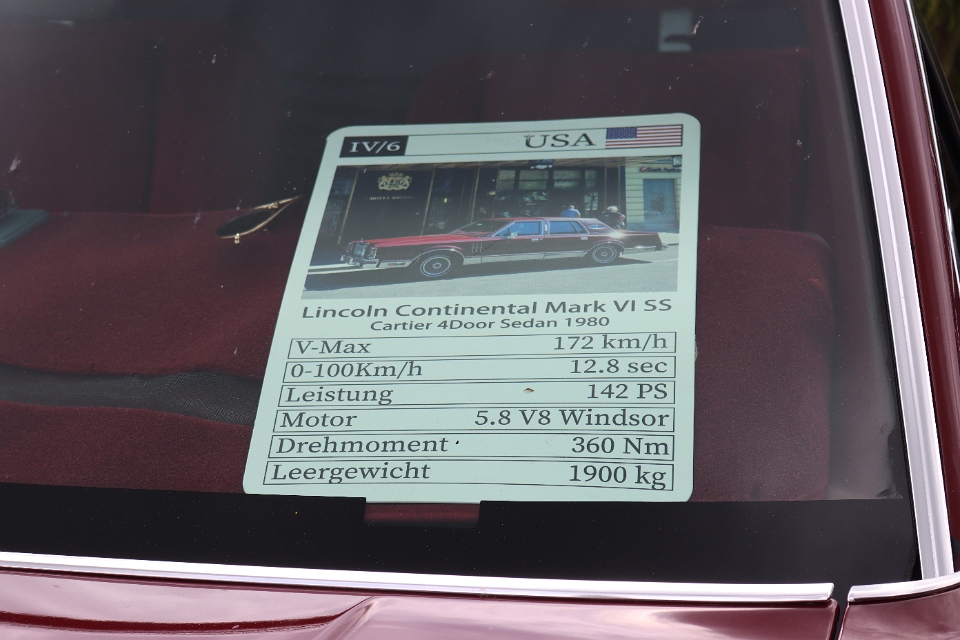 IV/6
USA
Lincoln Continental Mark VI SS
Cartier 4Door Sedan 1980
V-Max 172 km/h
0-100Km/h 12.8 sec
Leistung 142 PS
Motor 5.8 V8 Windsor
Drehmoment 360 Nm
Leergewicht 1900 kg